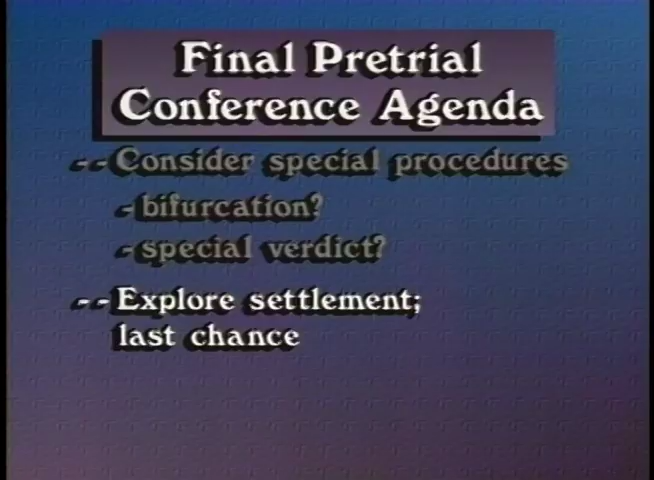 Final Pretrial
Conference Agenda
--Consider special procedures
-bifurcation?
-special verdict?
--Explore settlement;
last chance